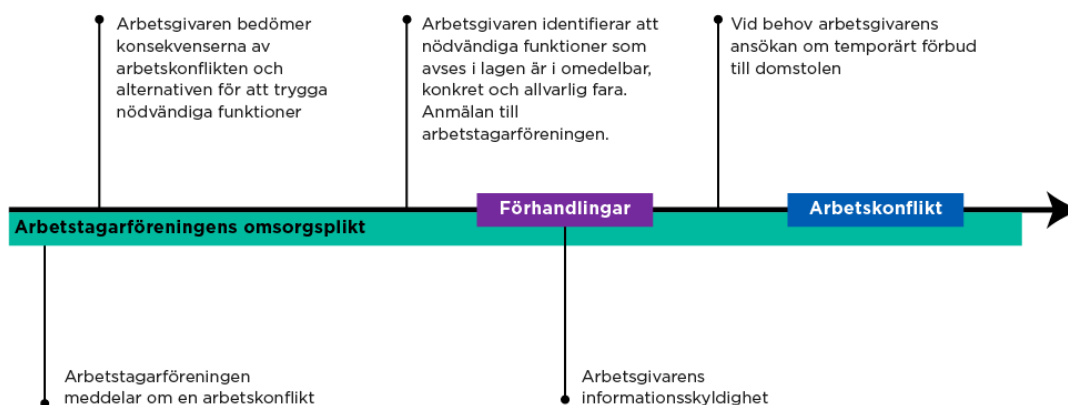 Arbetsgivaren bedömer
konsekvenserna av
arbetskonflikten och
alternativen för att trygga
nödvändiga funktioner
Arbetsgivaren identifierar att
nödvändiga funktioner som
avses i lagen är i omedelbar,
konkret och allvarlig fara.
Anmälan till
arbetstagarföreningen.
Vid behov arbetsgivarens
ansökan om temporärt förbud
till domstolen
Förhandlingar
Arbetskonflikt
Arbetstagarföreningens omsorgsplikt
Arbetstagarföreningen
meddelar om en arbetskonflikt
Arbetsgivarens
informationsskyldighet